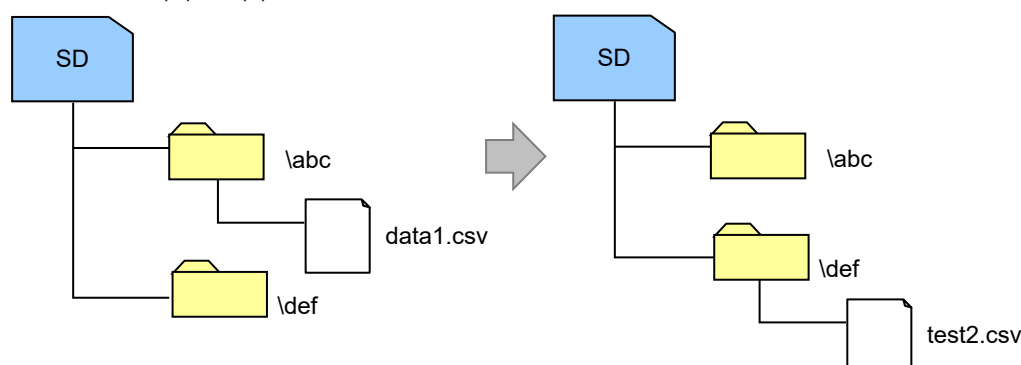 SD
\abc
data1.csv
\def
SD
\abc
\def
test2.csv